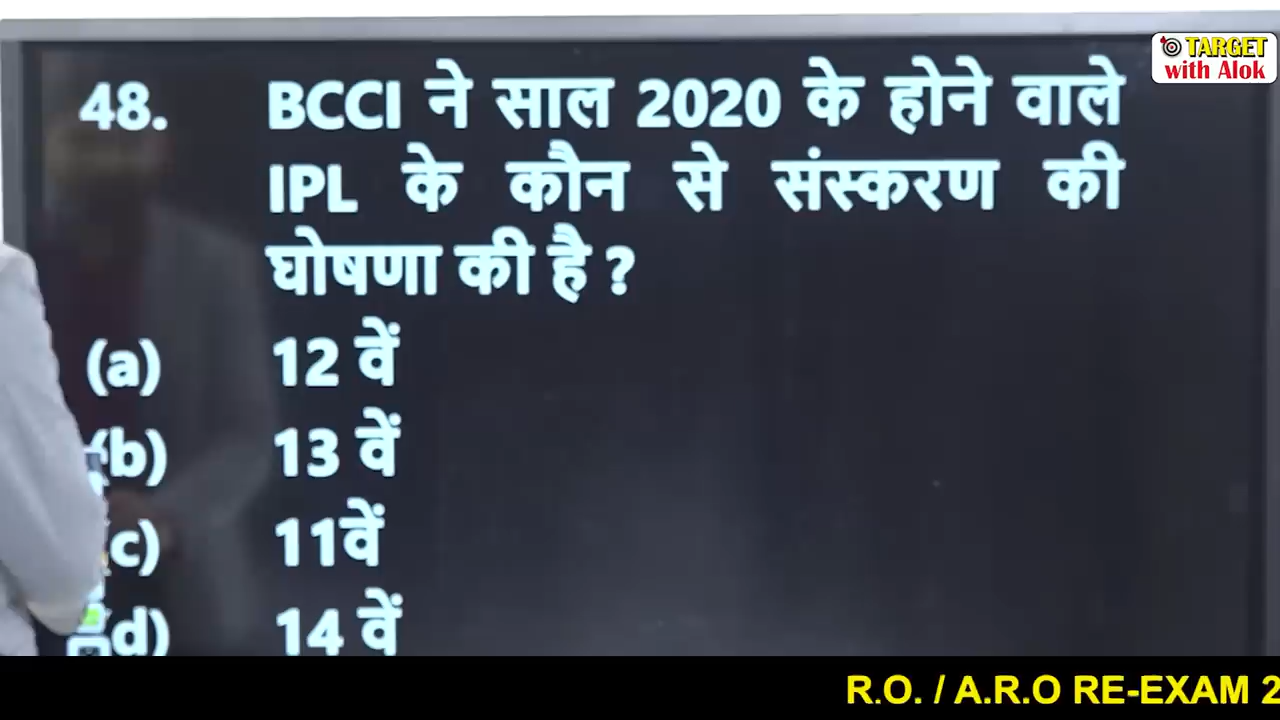 TARGET
with Alok
48. BCCI ने साल 2020 के होने वाले
IPL के कौन से संस्करण की
घोषणा की है ?
(a) 12 वें
(b) 13 वें
(c) 11वें
(d) 14 वें
R.O. / A.R.O RE-EXAM 2